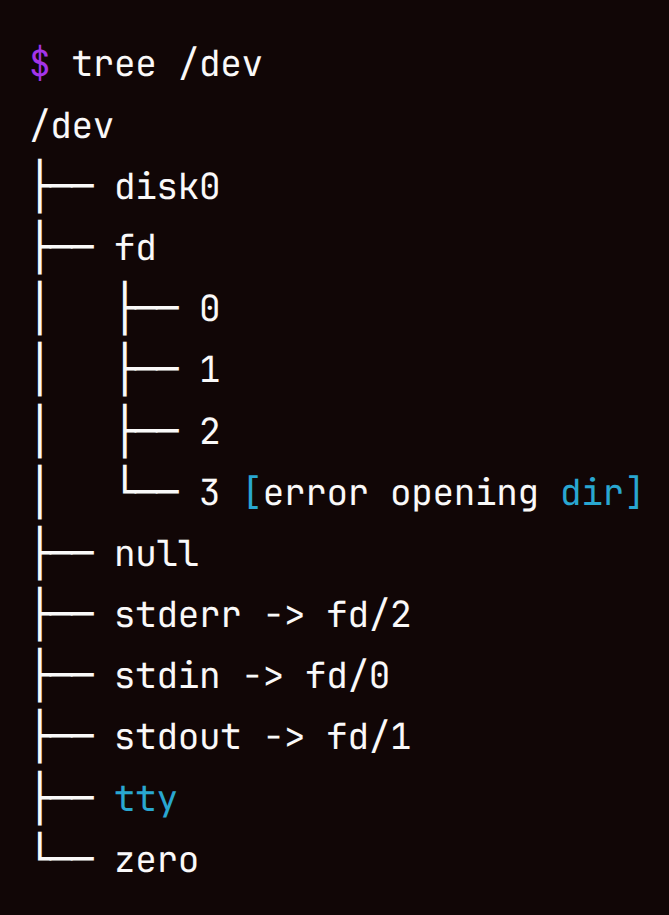 $ tree /dev
/dev
├── disk0
├── fd
│   ├── 0
│   ├── 1
│   ├── 2
│   └── 3 [error opening dir]
├── null
├── stderr -> fd/2
├── stdin -> fd/0
├── stdout -> fd/1
├── tty
└── zero